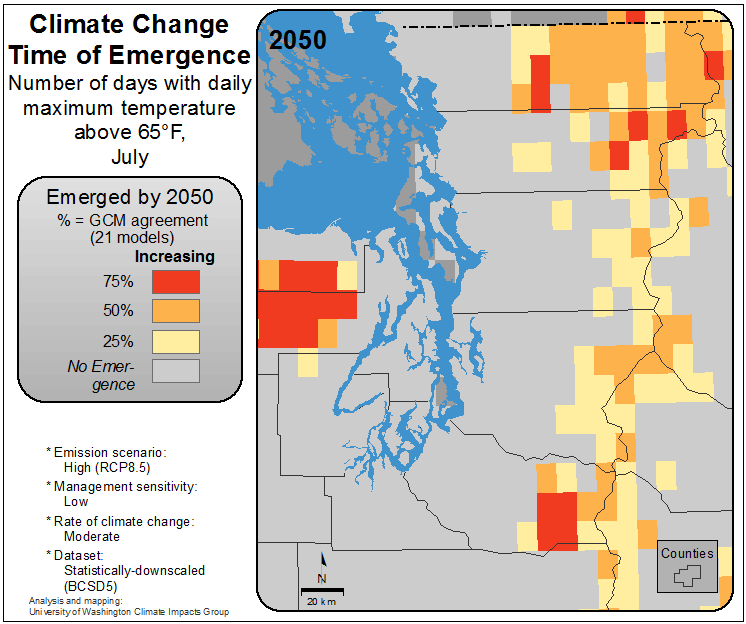 Climate Change
Time of Emergence
Number of days with daily
maximum temperature
above 65°F,
July
Emerged by 2050
% = GCM agreement
(21 models)
Increasing
75%
50%
25%
No Emer-
gence
* Emission scenario:
High (RCP8.5)
* Management sensitivity:
Low
* Rate of climate change:
Moderate
* Dataset:
Statistically-downscaled
(BCSD5)
Analysis and mapping:
University of Washington Climate Impacts Group
2050
N
20 km
Counties